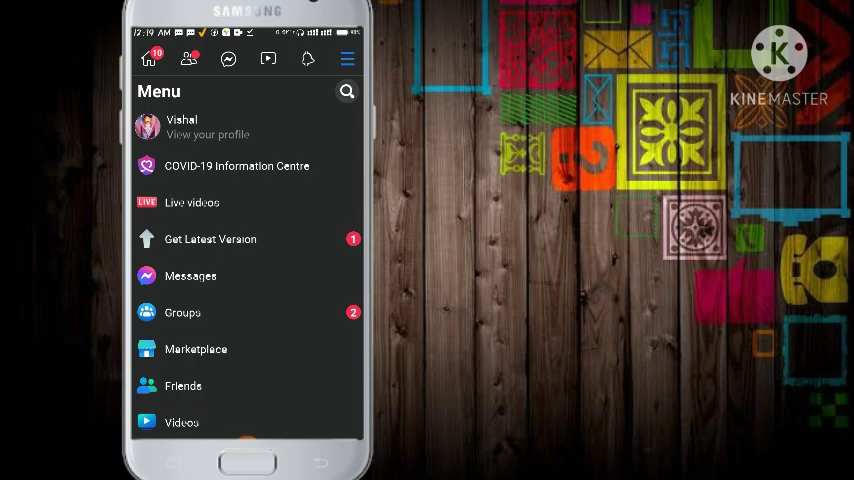 SAMSUNG
12:19 AM
10
Menu
Vishal
View your profile
COVID-19 Information Centre
LIVE Live videos
Get Latest Version 1
Messages
Groups 2
Marketplace
Friends
Videos
K
KINEMASTER